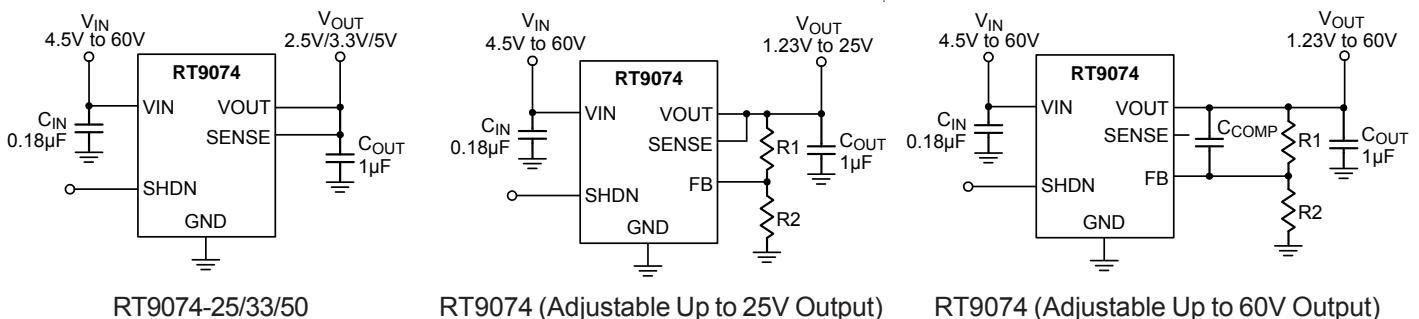 VIN
4.5V to 60V
VOUT
2.5V/3.3V/5V
RT9074
VIN
VOUT
SENSE
CIN
0.18µF
COUT
1µF
SHDN
GND
RT9074-25/33/50
VIN
4.5V to 60V
VOUT
1.23V to 25V
RT9074
VIN
VOUT
SENSE
CIN
0.18µF
R1
COUT
1µF
FB
SHDN
R2
GND
RT9074 (Adjustable Up to 25V Output)
VIN
4.5V to 60V
VOUT
1.23V to 60V
RT9074
VIN
VOUT
SENSE
CIN
0.18µF
CCOMP
R1
COUT
1µF
FB
SHDN
R2
GND
RT9074 (Adjustable Up to 60V Output)